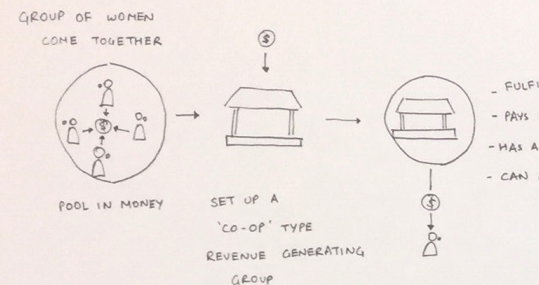 GROUP OF WOMEN
COME TOGETHER
$
$
POOL IN MONEY
SET UP A
'CO-OP' TYPE
REVENUE GENERATING
GROUP
- PAYS
- HAS A
- CAN
$